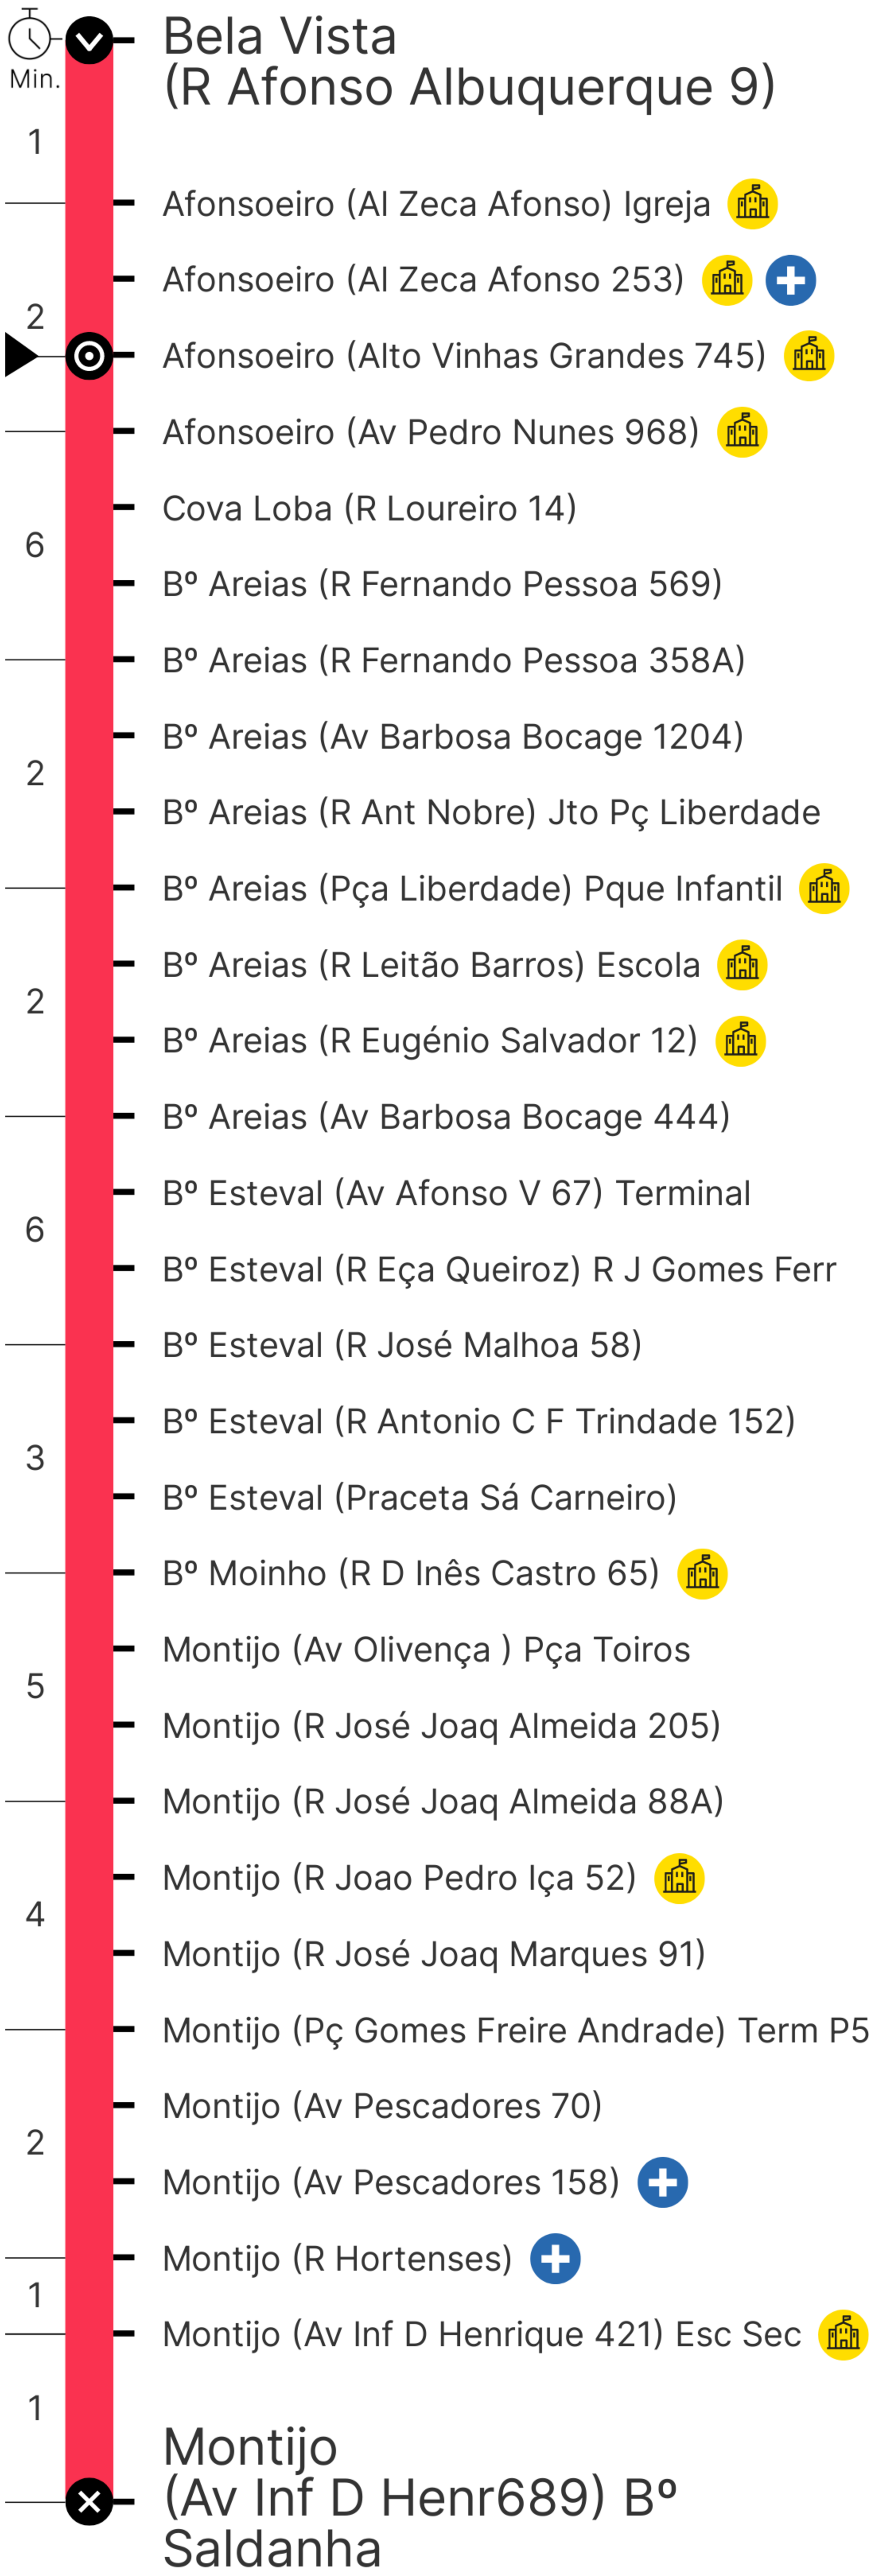 Bela Vista
(R Afonso Albuquerque 9)
Min.
1
Afonsoeiro (Al Zeca Afonso) Igreja
Afonsoeiro (Al Zeca Afonso 253)
2
Afonsoeiro (Alto Vinhas Grandes 745)
Afonsoeiro (Av Pedro Nunes 968)
Cova Loba (R Loureiro 14)
6
Bº Areias (R Fernando Pessoa 569)
Bº Areias (R Fernando Pessoa 358A)
Bº Areias (Av Barbosa Bocage 1204)
2
Bº Areias (R Ant Nobre) Jto Pç Liberdade
Bº Areias (Pça Liberdade) Pque Infantil
Bº Areias (R Leitão Barros) Escola
2
Bº Areias (R Eugénio Salvador 12)
Bº Areias (Av Barbosa Bocage 444)
Bº Esteval (Av Afonso V 67) Terminal
6
Bº Esteval (R Eça Queiroz) R J Gomes Ferr
Bº Esteval (R José Malhoa 58)
Bº Esteval (R Antonio C F Trindade 152)
3
Bº Esteval (Praceta Sá Carneiro)
Bº Moinho (R D Inês Castro 65)
Montijo (Av Olivença ) Pça Toiros
5
Montijo (R José Joaq Almeida 205)
Montijo (R José Joaq Almeida 88A)
Montijo (R Joao Pedro Iça 52)
4
Montijo (R José Joaq Marques 91)
Montijo (Pç Gomes Freire Andrade) Term P5
Montijo (Av Pescadores 70)
2
Montijo (Av Pescadores 158)
Montijo (R Hortenses)
1
Montijo (Av Inf D Henrique 421) Esc Sec
1
Montijo
(Av Inf D Henr689) Bº
Saldanha